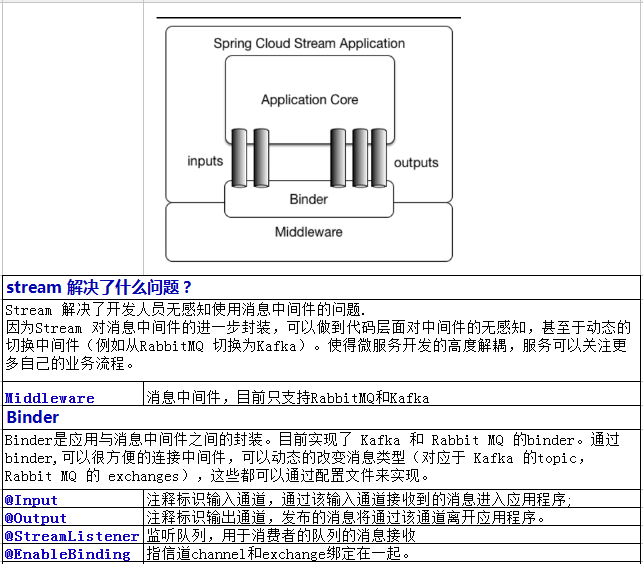 Spring Cloud Stream Application
Application Core
inputs
outputs
Binder
Middleware
stream 解决了什么问题？
Stream 解决了开发人员无感知使用消息中间件的问题.
因为Stream 对消息中间件的进一步封装，可以做到代码层面对中间件的无感知，甚至于动态的
切换中间件（例如从RabbitMQ 切换为Kafka）。使得微服务开发的高度解耦，服务可以关注更
多自己的业务流程。
Middleware 消息中间件，目前只支持RabbitMQ和Kafka
Binder
Binder是应用与消息中间件之间的封装。目前实现了 Kafka 和 Rabbit MQ 的binder。通过
binder,可以很方便的连接中间件，可以动态的改变消息类型（对应于 Kafka 的topic，
Rabbit MQ 的 exchanges），这些都可以通过配置文件来实现。
@Input 注释标识输入通道，通过该输入通道接收到的消息进入应用程序;
@Output 注释标识输出通道，发布的消息将通过该通道离开应用程序。
@StreamListener 监听队列，用于消费者的队列的消息接收
@EnableBinding 指信道channel和exchange绑定在一起。